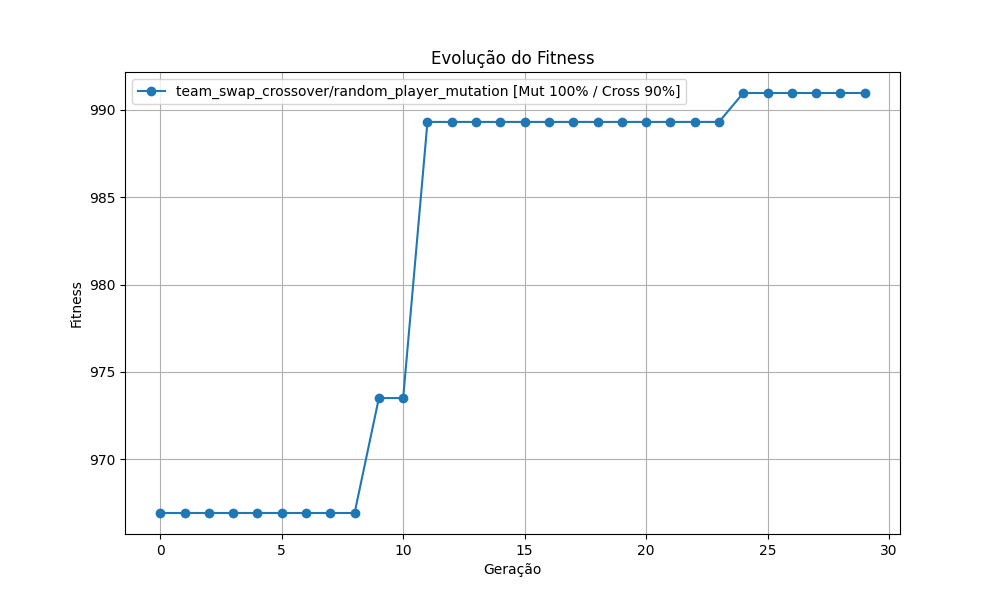 Evolução do Fitness
team_swap_crossover/random_player_mutation [Mut 100% / Cross 90%]
990
985
980
975
970
Fitness
0 5 10 15 20 25 30
Geração